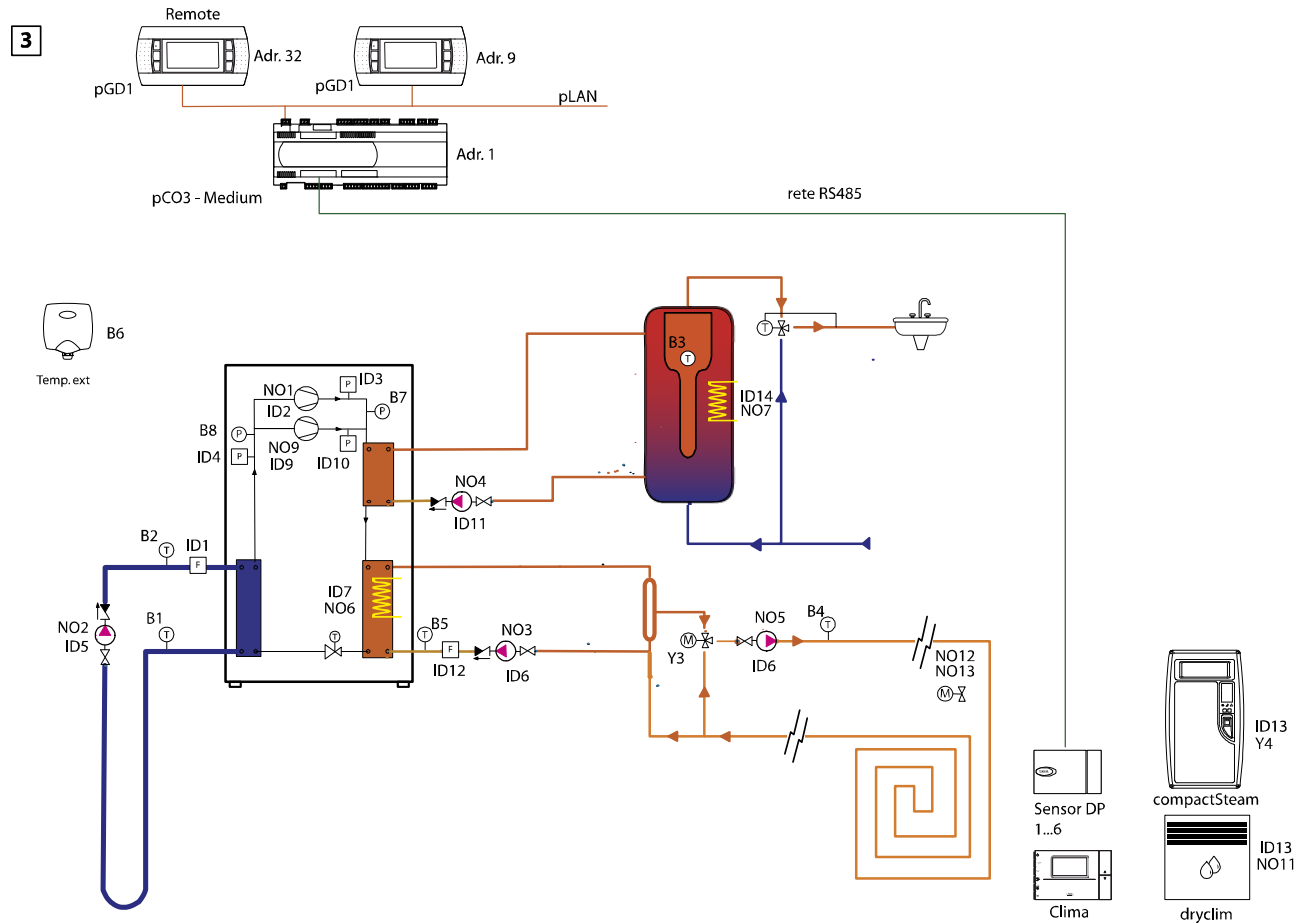 3
Remote
Adr. 32
pGD1
Adr. 9
pGD1
pLAN
Adr. 1
pCO3 - Medium
rete RS485
B6
Temp. ext
NO1
ID2
ID3
B7
P
P
B8
P
ID4
P
NO9
ID9
P
ID10
B3
T
T
ID14
NO7
NO4
ID11
B2
T
ID1
F
NO2
ID5
B1
T
T
ID7
NO6
B5
T
F
ID12
NO3
ID6
M
Y3
NO5
ID6
B4
T
NO12
NO13
M
Sensor DP
1...6
Clima
ID13
Y4
compactSteam
ID13
NO11
dryclim